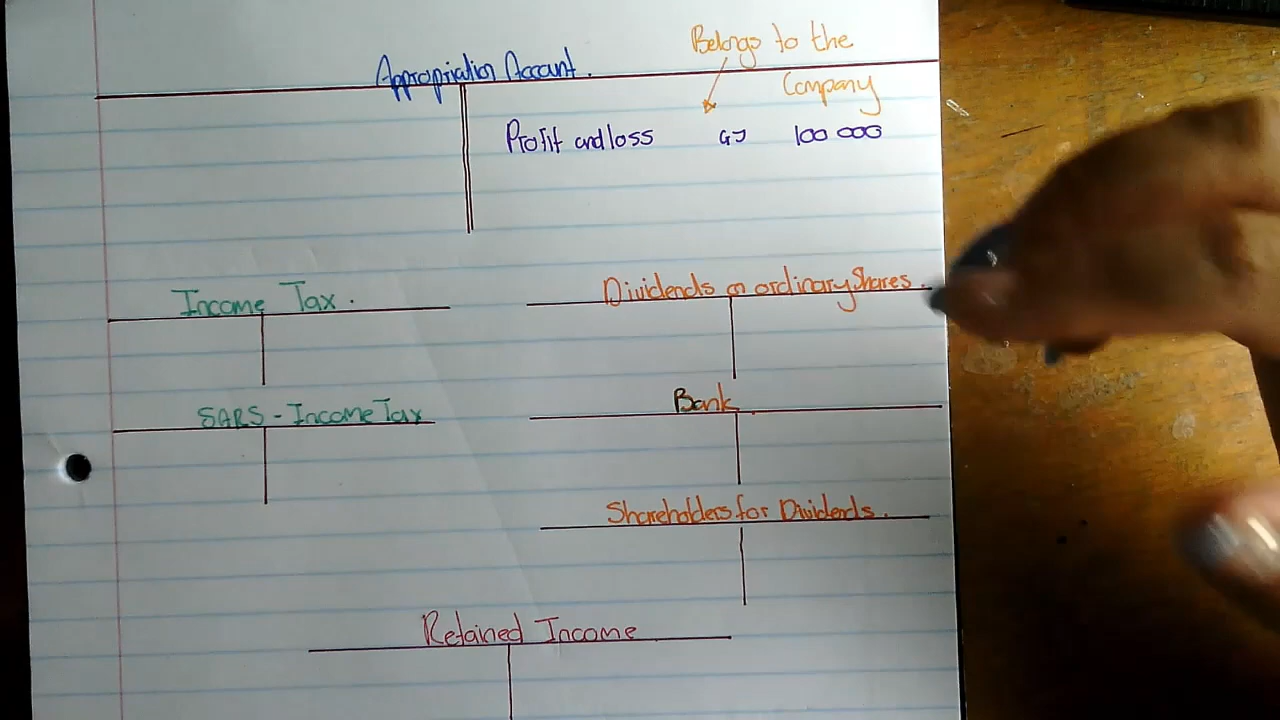 Belongs to the
Appropriation Account.
Company
Profit and loss GJ 100 000
Income Tax.
Dividends on ordinary Shares.
SARS - Income Tax
Bank
Shareholders for Dividends.
Retained Income